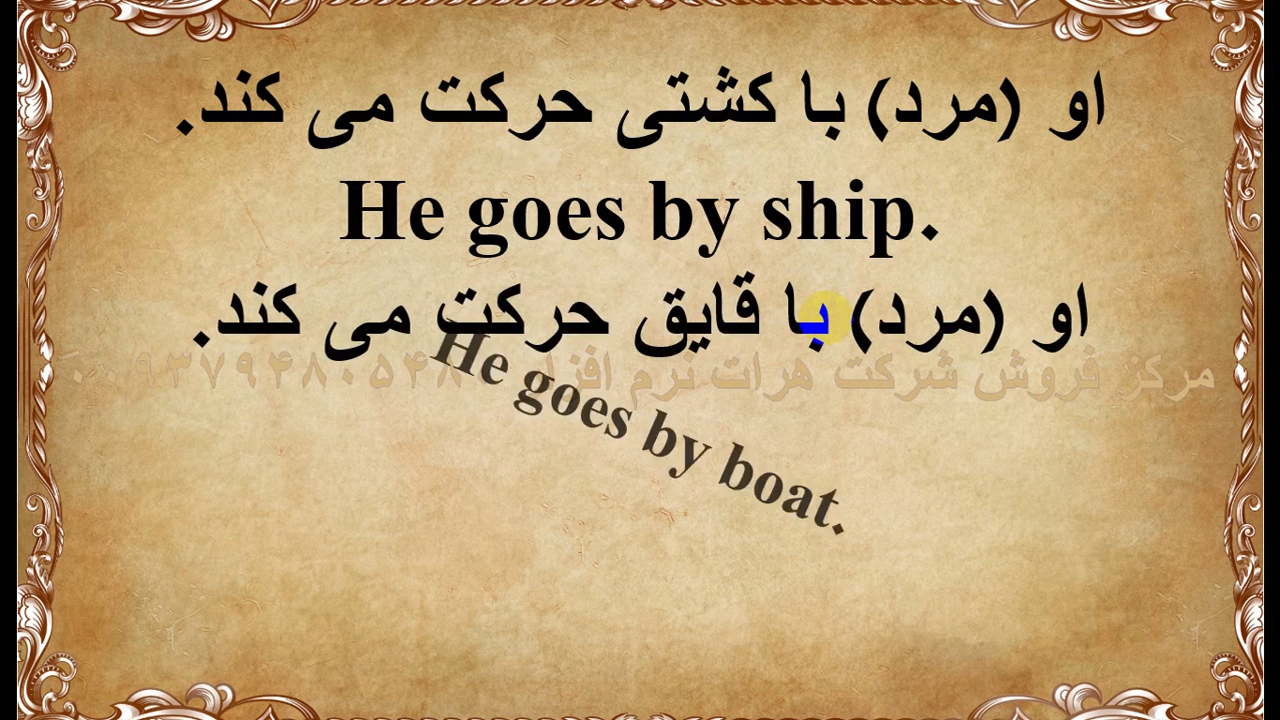 او (مرد) با کشتی حرکت می کند.
He goes by ship.
او (مرد) با قایق حرکت می کند.
مرکز فروش شرکت هرات نرم افزار
He goes by boat.